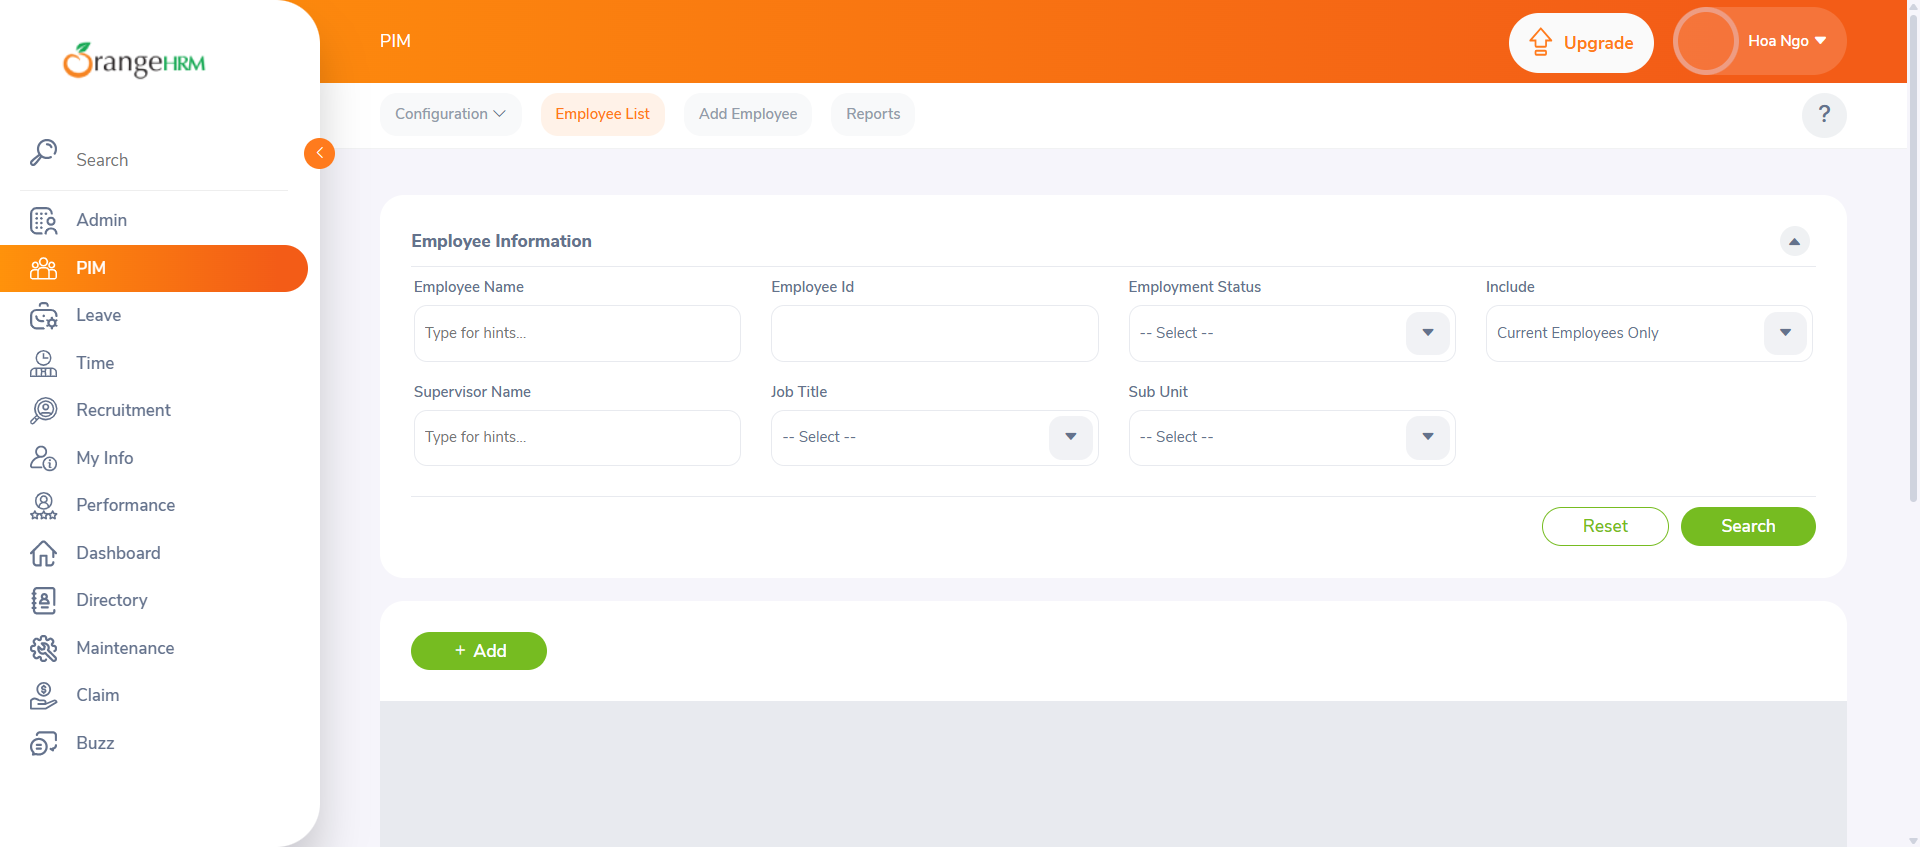 OrangeHRM
PIM
Upgrade
Hoa Ngo
Configuration
Employee List
Add Employee
Reports
?
Search
Admin
PIM
Leave
Time
Recruitment
My Info
Performance
Dashboard
Directory
Maintenance
Claim
Buzz
Employee Information
Employee Name
Employee Id
Employment Status
Include
Type for hints...
-- Select --
Current Employees Only
Supervisor Name
Job Title
Sub Unit
Type for hints...
-- Select --
-- Select --
Reset
Search
+ Add